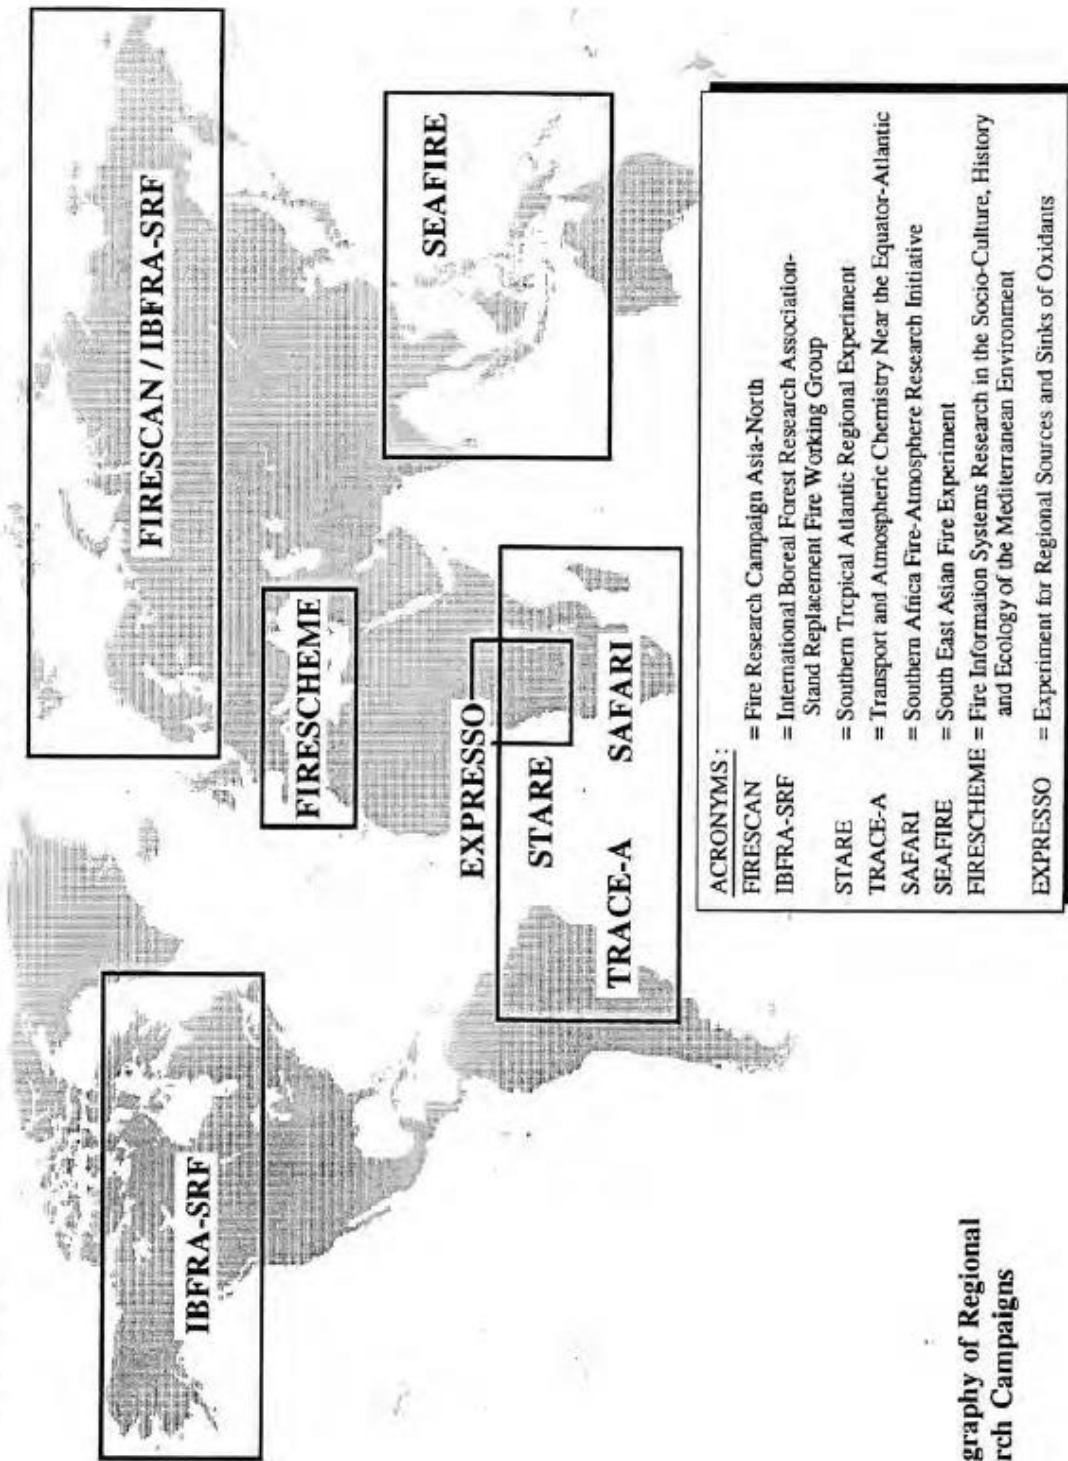 FIRESCAN / IBFRA-SRF
IBFRA-SRF
FIRESCHEME
SEAFIRE
EXPRESSO
STARE
TRACE-A SAFARI
ACRONYMS :
FIRESCAN = Fire Research Campaign Asia-North
IBFRA-SRF = International Boreal Forest Research Association-
Stand Replacement Fire Working Group
STARE = Southern Tropical Atlantic Regional Experiment
TRACE-A = Transport and Atmospheric Chemistry Near the Equator-Atlantic
SAFARI = Southern Africa Fire-Atmosphere Research Initiative
SEAFIRE = South East Asian Fire Experiment
FIRESCHEME = Fire Information Systems Research in the Socio-Culture, History
and Ecology of the Mediterranean Environment
EXPRESSO = Experiment for Regional Sources and Sinks of Oxidants
graphy of Regional
rch Campaigns